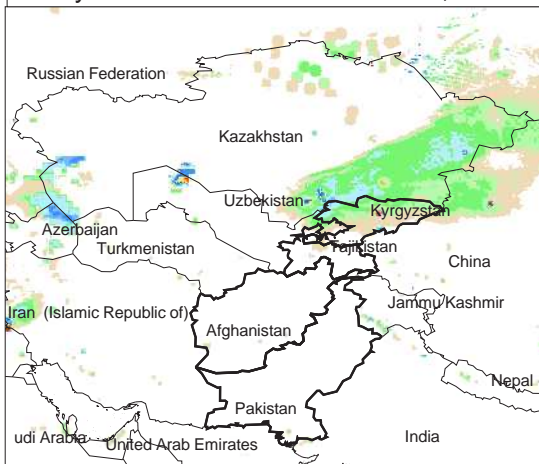 Russian Federation
Kazakhstan
Uzbekistan
Kyrgyzstan
Azerbaijan
Turkmenistan
Tajikistan
China
Iran (Islamic Republic of)
Jammu Kashmir
Afghanistan
Nepal
Pakistan
udi Arabia
United Arab Emirates
India